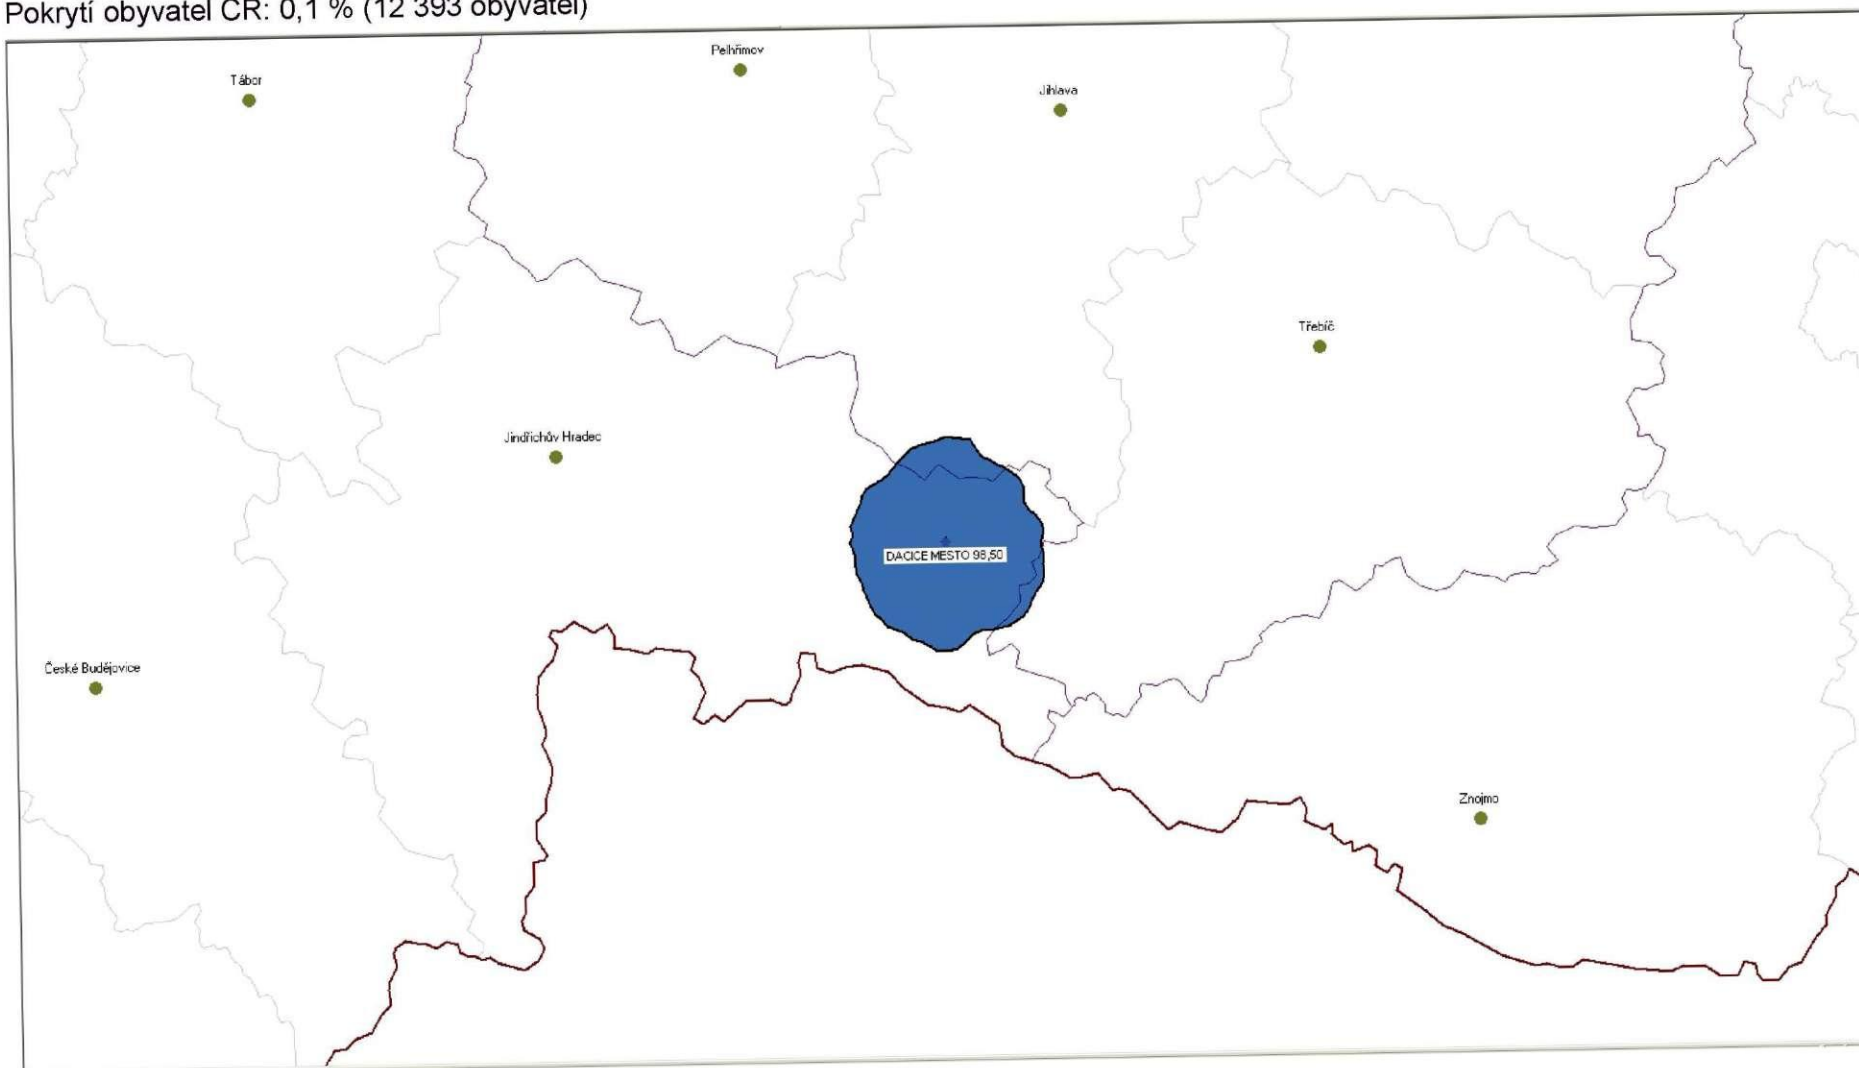 Pokrytí obyvatel ČR: 0,1 % (12 393 obyvatel)
Pelhřimov
Tábor
Jihlava
Třebíč
Jindřichův Hradec
DACICE MESTO 98,50
České Budějovice
Znojmo